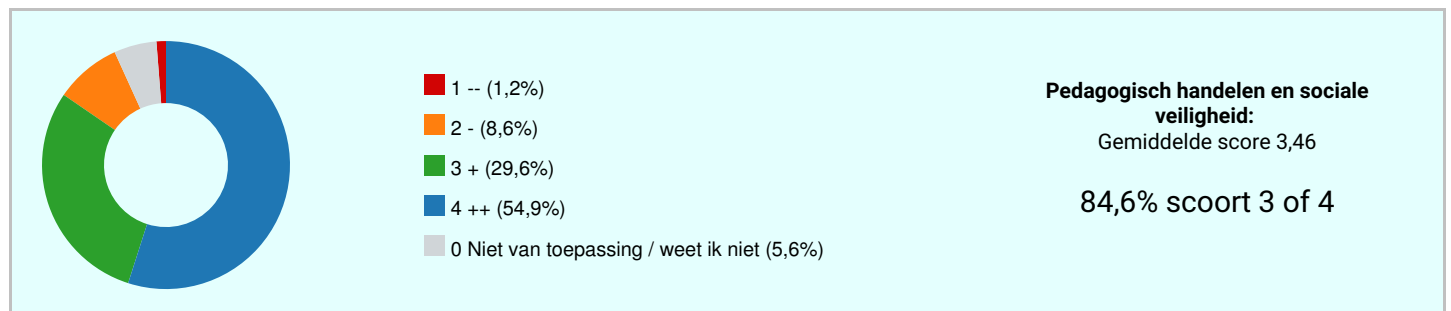 1 -- (1,2%)
2 - (8,6%)
3 + (29,6%)
4 ++ (54,9%)
0 Niet van toepassing / weet ik niet (5,6%)
Pedagogisch handelen en sociale
veiligheid:
Gemiddelde score 3,46
84,6% scoort 3 of 4